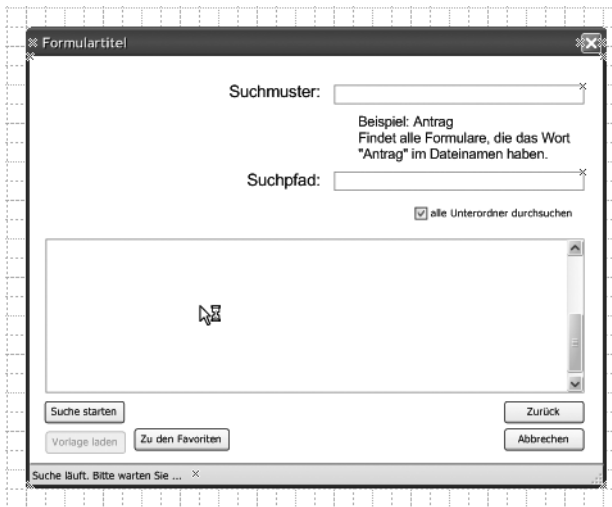 Formulartitel
Suchmuster:
Beispiel: Antrag
Findet alle Formulare, die das Wort
"Antrag" im Dateinamen haben.
Suchpfad:
alle Unterordner durchsuchen
Suche starten
Zurück
Vorlage laden
Zu den Favoriten
Abbrechen
Suche läuft. Bitte warten Sie ...